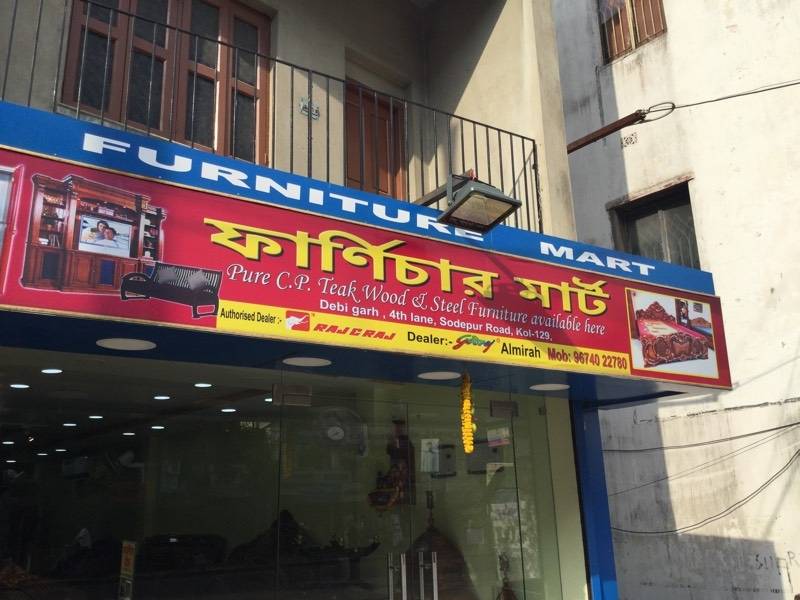 FURNITURE MART
ফার্ণিচার মার্ট
Pure C.P. Teak Wood & Steel Furniture available here
Debi garh , 4th lane, Sodepur Road, Kol-129,
Authorised Dealer :- RAJ RAJ Dealer:- Godrej Almirah Mob: 96740 22780